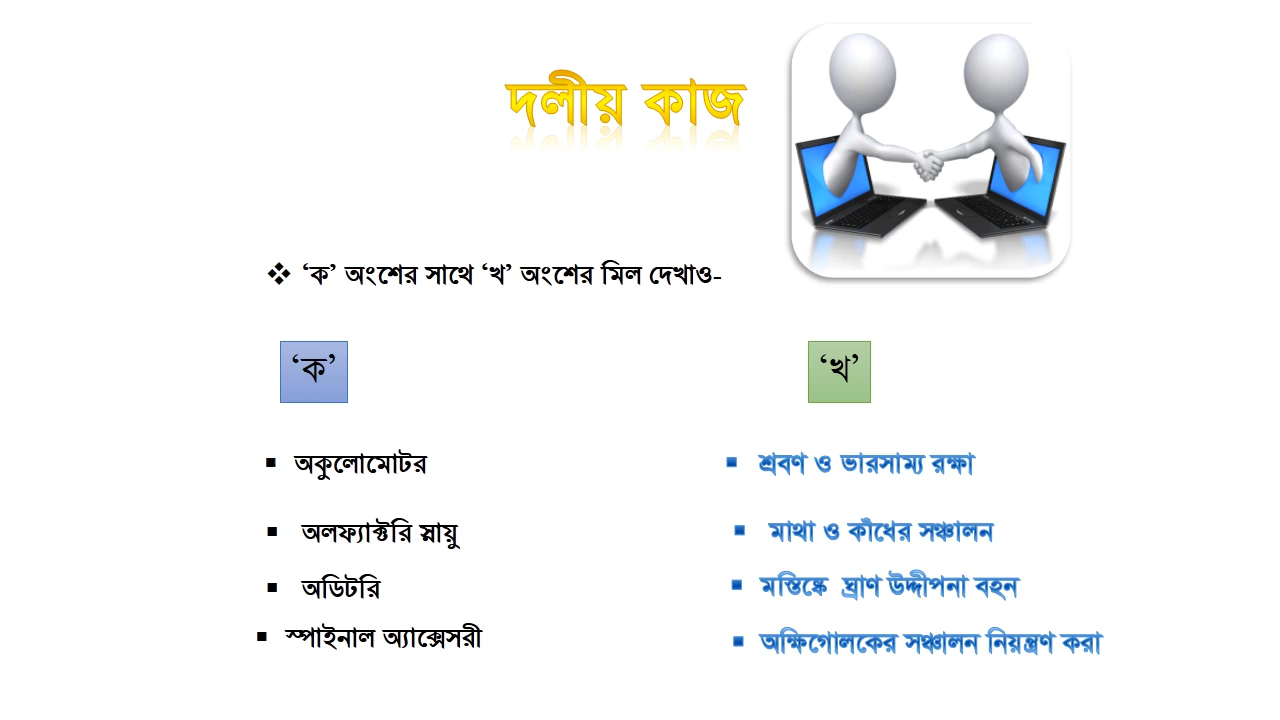 দলীয় কাজ
❖ ‘ক’ অংশের সাথে ‘খ’ অংশের মিল দেখাও-
‘ক’
‘খ’
▪ অকুলোমোটর
▪ শ্রবণ ও ভারসাম্য রক্ষা
▪ অলফ্যাক্টরি স্নায়ু
▪ মাথা ও কাঁধের সঞ্চালন
▪ অডিটরি
▪ মস্তিষ্কে ঘ্রাণ উদ্দীপনা বহন
▪ স্পাইনাল অ্যাক্সেসরী
▪ অক্ষিগোলকের সঞ্চালন নিয়ন্ত্রণ করা